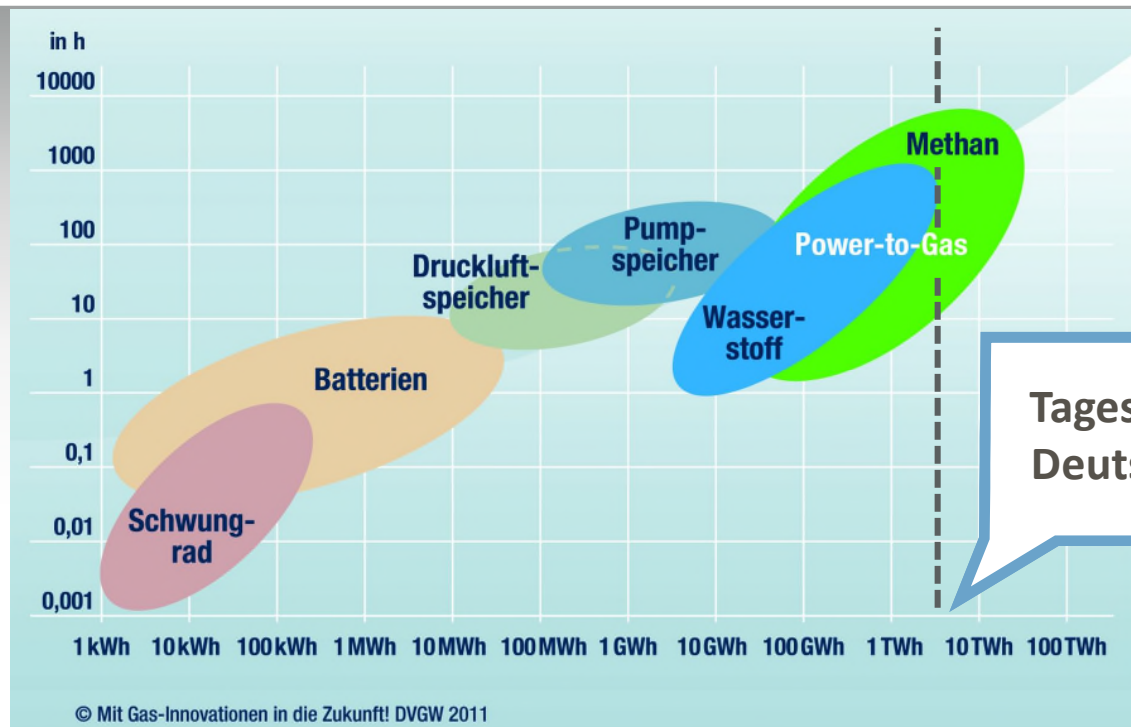 in h
10000
1000
100
10
1
0,1
0,01
0,001
Methan
Power-to-Gas
Pump-
speicher
Druckluft-
speicher
Wasser-
stoff
Batterien
Schwung-
rad
Tages
Deuts
1 kWh 10 kWh 100 kWh 1 MWh 10 MWh 100 MWh 1 GWh 10 GWh 100 GWh 1 TWh 10 TWh 100 TWh
© Mit Gas-Innovationen in die Zukunft! DVGW 2011